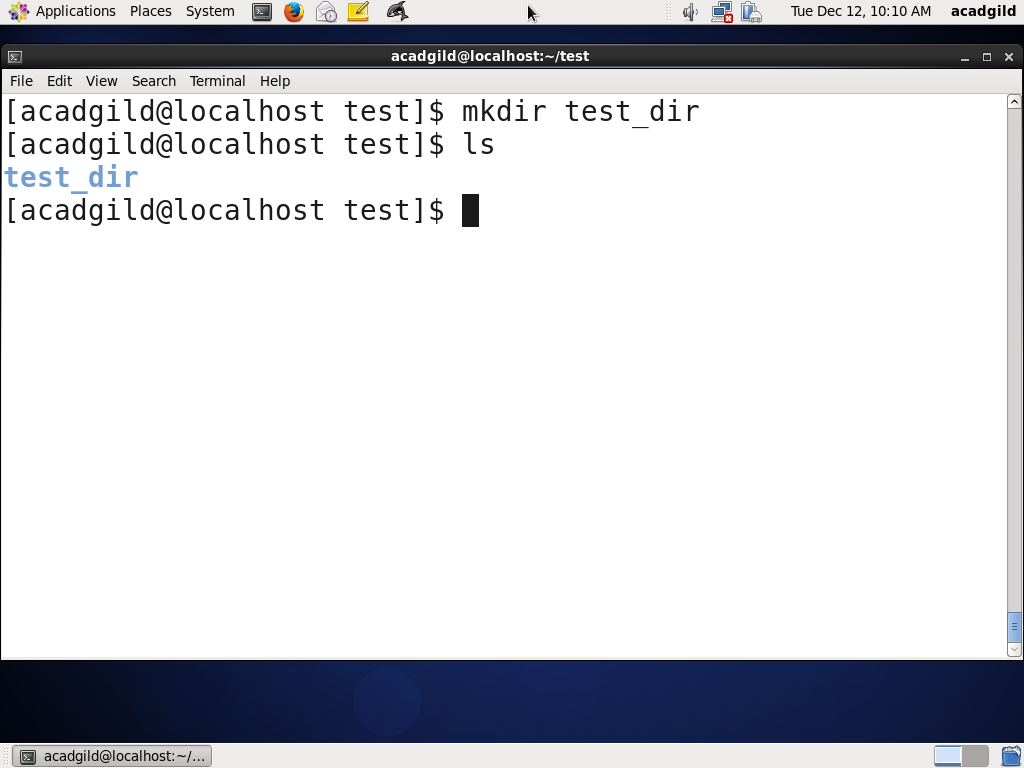 Applications Places System Tue Dec 12, 10:10 AM acadgild
acadgild@localhost:~/test
File Edit View Search Terminal Help
[acadgild@localhost test]$ mkdir test_dir
[acadgild@localhost test]$ ls
test_dir
[acadgild@localhost test]$
acadgild@localhost:~/...